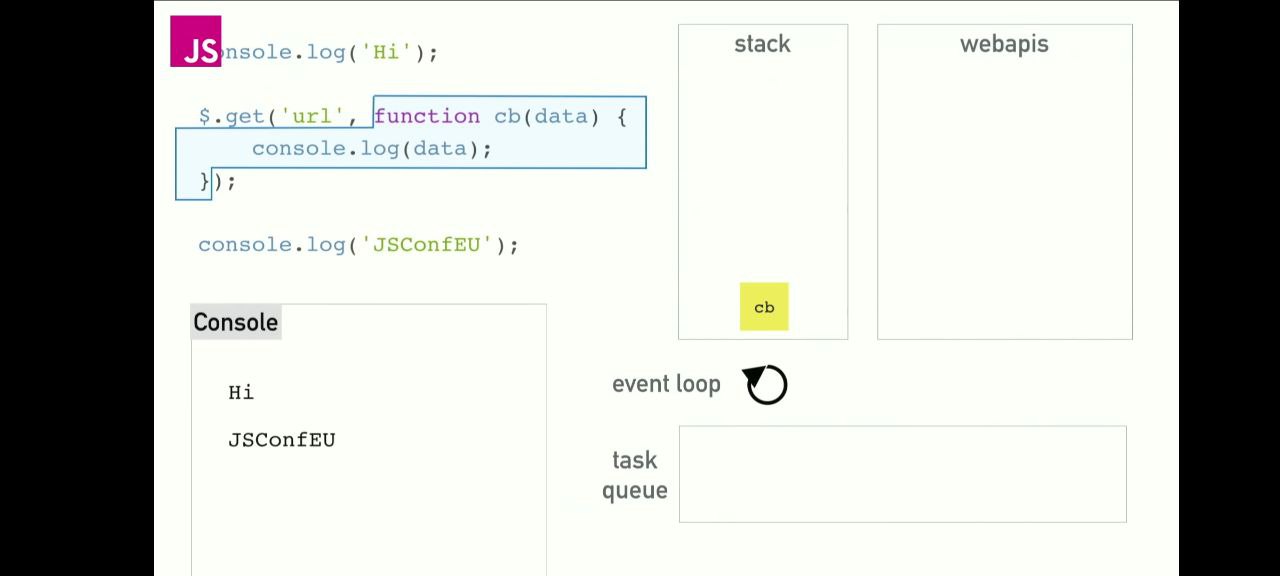 JS
onsole.log('Hi');
$.get('url', function cb(data) {
console.log(data);
});
console.log('JSConfEU');
Console
Hi
JSConfEU
stack
cb
webapis
event loop
task
queue